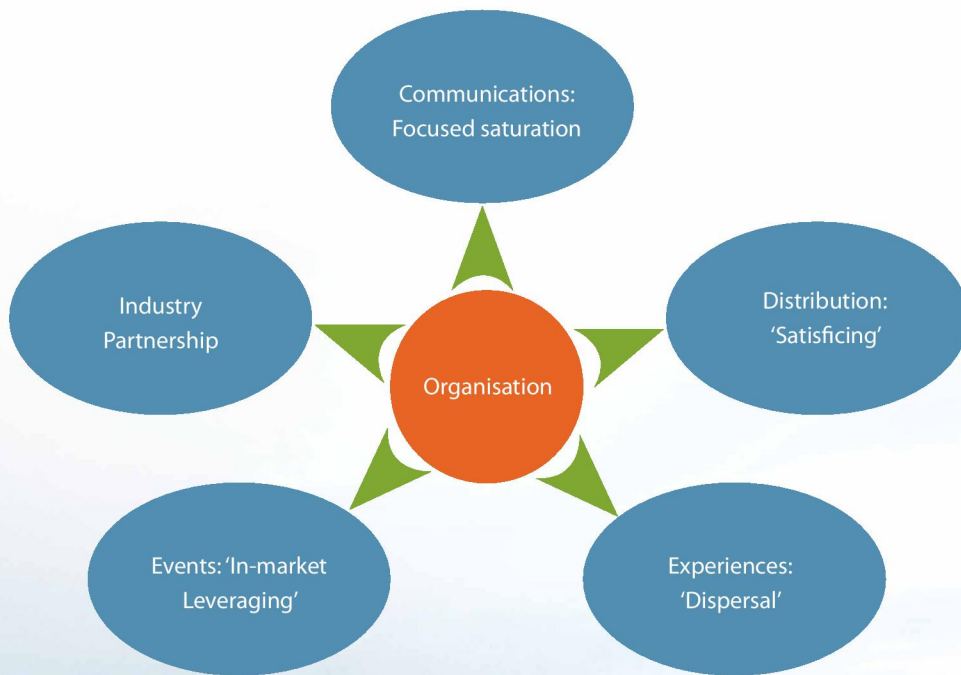 Communications:
Focused saturation
Industry
Partnership
Distribution:
‘Satisficing’
Organisation
Events: ‘In-market
Leveraging’
Experiences:
‘Dispersal’